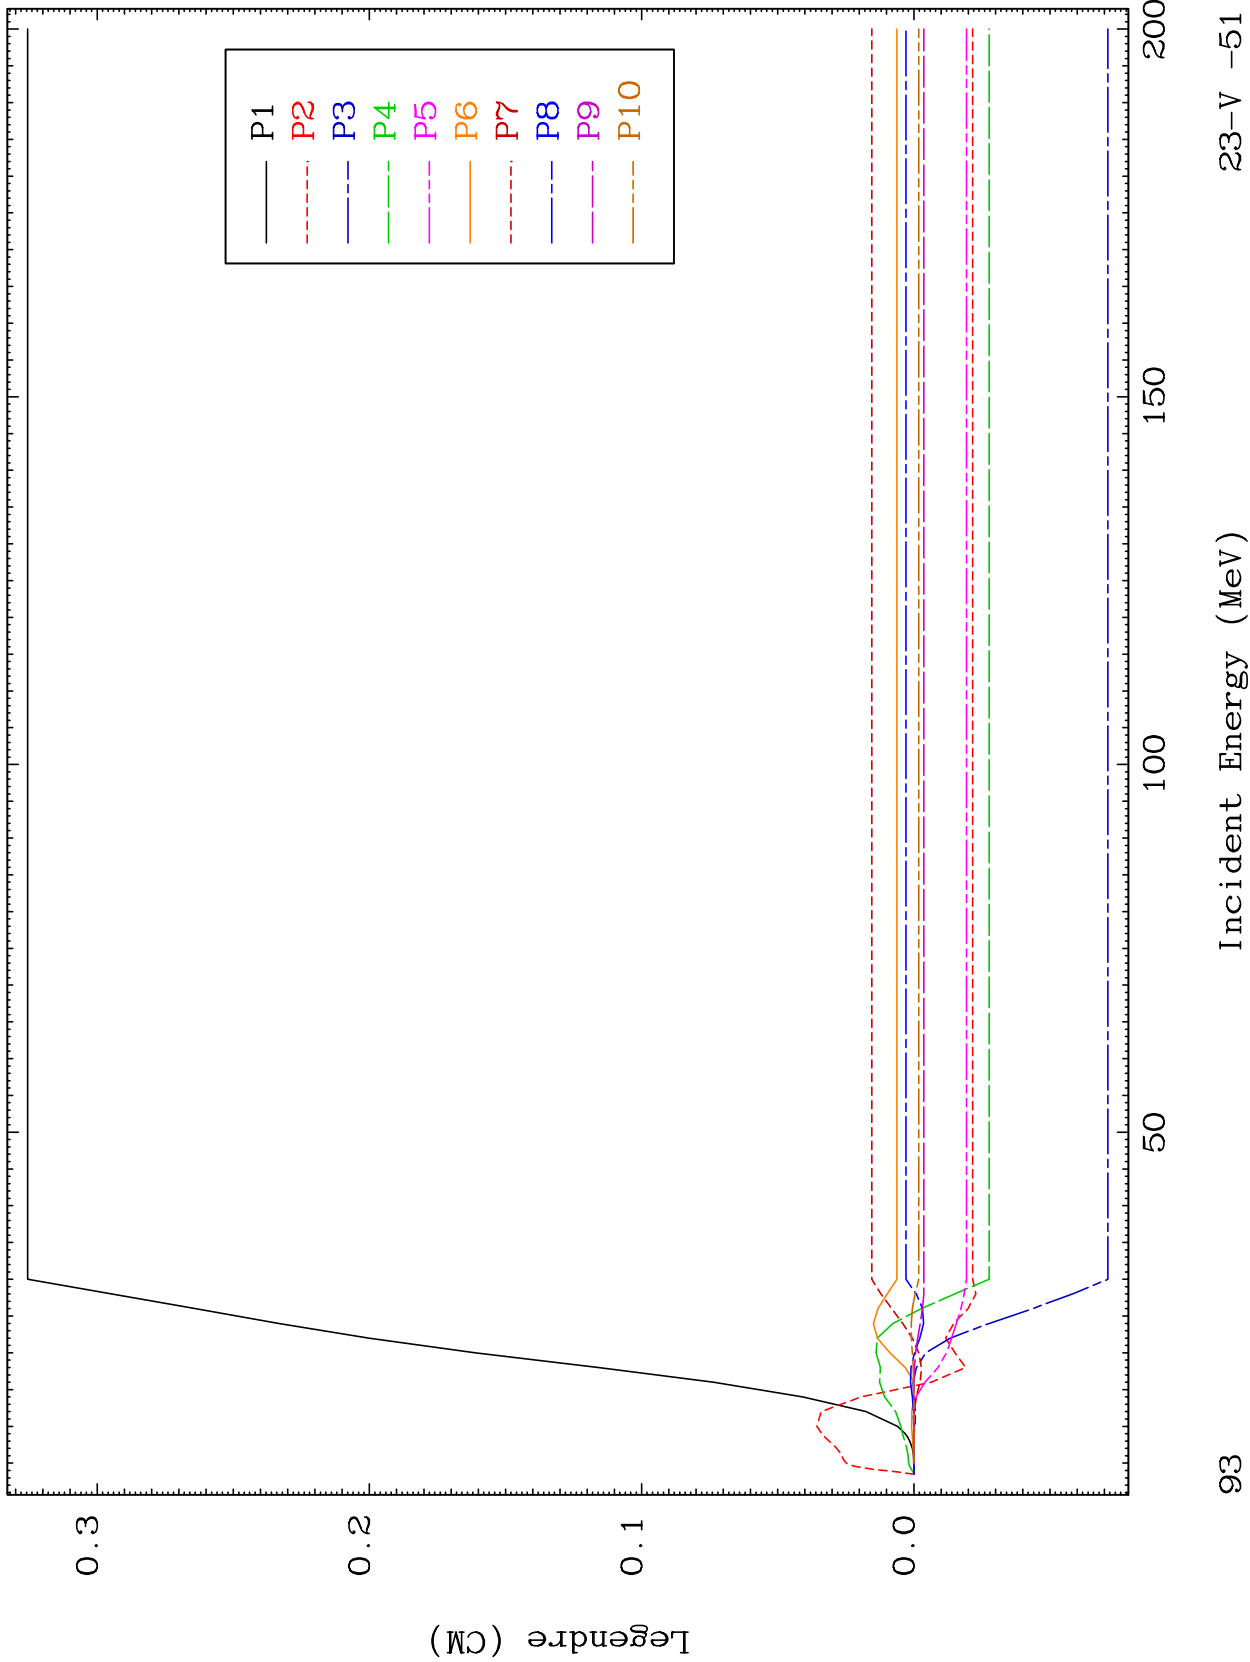 Legendre (CM)
0.3
0.2
0.1
0.0
P1
P2
P3
P4
P5
P6
P7
P8
P9
P10
50
100
150
200
Incident Energy (MeV)
93
23-V -51